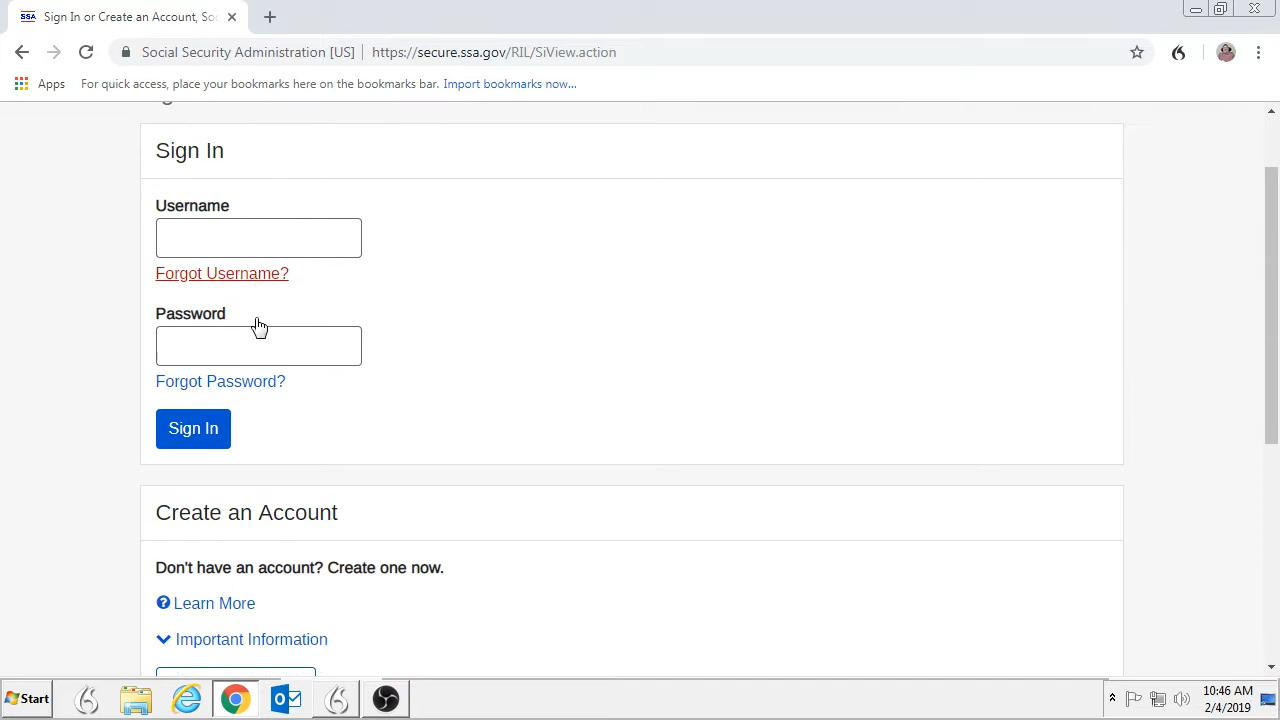 SSA Sign In or Create an Account, Soc
Social Security Administration [US] https://secure.ssa.gov/RIL/SiView.action
Apps For quick access, place your bookmarks here on the bookmarks bar. Import bookmarks now...
Sign In
Username
Forgot Username?
Password
Forgot Password?
Sign In
Create an Account
Don't have an account? Create one now.
Learn More
Important Information
Start
10:46 AM
2/4/2019